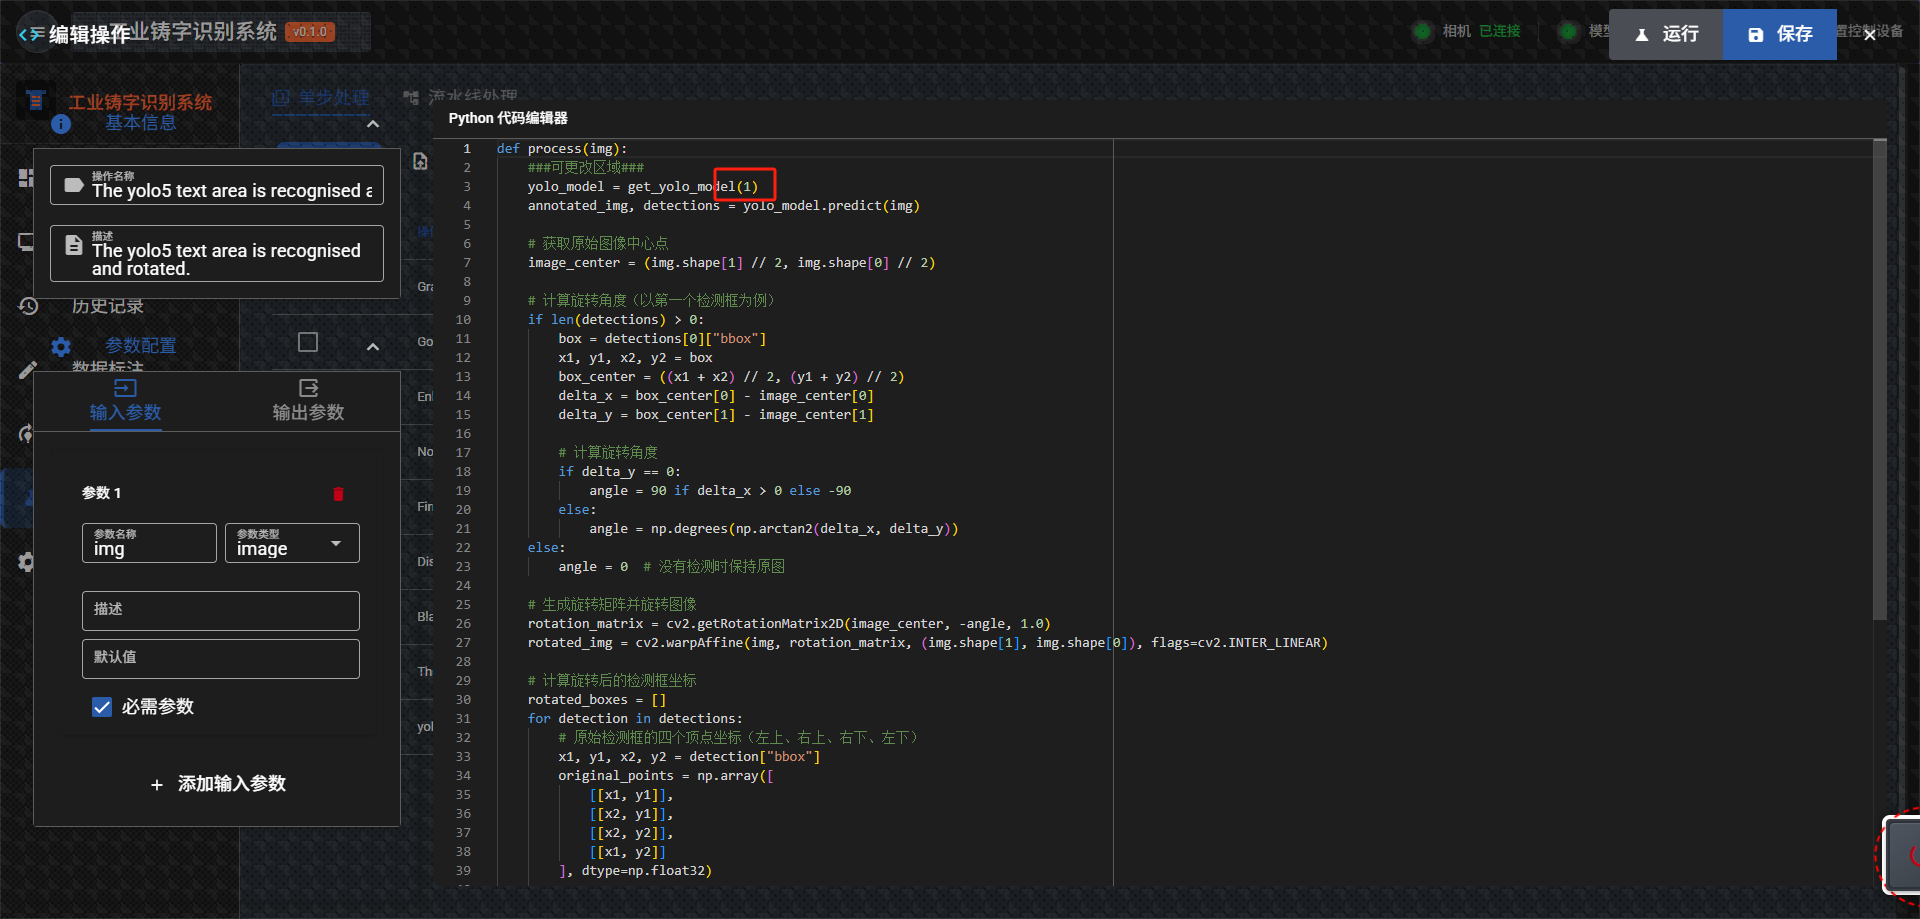 编辑操作
业铸字识别系统
v0.1.0
相机 已连接
模型
运行
保存
置控制设备
工业铸字识别系统
基本信息
单步处理
流水线处理
Python 代码编辑器
操作名称
The yolo5 text area is recognised a
描述
The yolo5 text area is recognised
and rotated.
历史记录
参数配置
数据标注
输入参数
输出参数
参数 1
参数名称
img
参数类型
image
描述
默认值
必需参数
+ 添加输入参数
Gra
Go
Enl
No
Fin
Dis
Bla
Th
yol
1 def process(img):
2 ###可更改区域###
3 yolo_model = get_yolo_model(1)
4 annotated_img, detections = yolo_model.predict(img)
5
6 # 获取原始图像中心点
7 image_center = (img.shape[1] // 2, img.shape[0] // 2)
8
9 # 计算旋转角度（以第一个检测框为例）
10 if len(detections) > 0:
11 box = detections[0]["bbox"]
12 x1, y1, x2, y2 = box
13 box_center = ((x1 + x2) // 2, (y1 + y2) // 2)
14 delta_x = box_center[0] - image_center[0]
15 delta_y = box_center[1] - image_center[1]
16
17 # 计算旋转角度
18 if delta_y == 0:
19 angle = 90 if delta_x > 0 else -90
20 else:
21 angle = np.degrees(np.arctan2(delta_x, delta_y))
22 else:
23 angle = 0 # 没有检测时保持原图
24
25 # 生成旋转矩阵并旋转图像
26 rotation_matrix = cv2.getRotationMatrix2D(image_center, -angle, 1.0)
27 rotated_img = cv2.warpAffine(img, rotation_matrix, (img.shape[1], img.shape[0]), flags=cv2.INTER_LINEAR)
28
29 # 计算旋转后的检测框坐标
30 rotated_boxes = []
31 for detection in detections:
32 # 原始检测框的四个顶点坐标（左上、右上、右下、左下）
33 x1, y1, x2, y2 = detection["bbox"]
34 original_points = np.array([
35 [[x1, y1]],
36 [[x2, y1]],
37 [[x2, y2]],
38 [[x1, y2]]
39 ], dtype=np.float32)